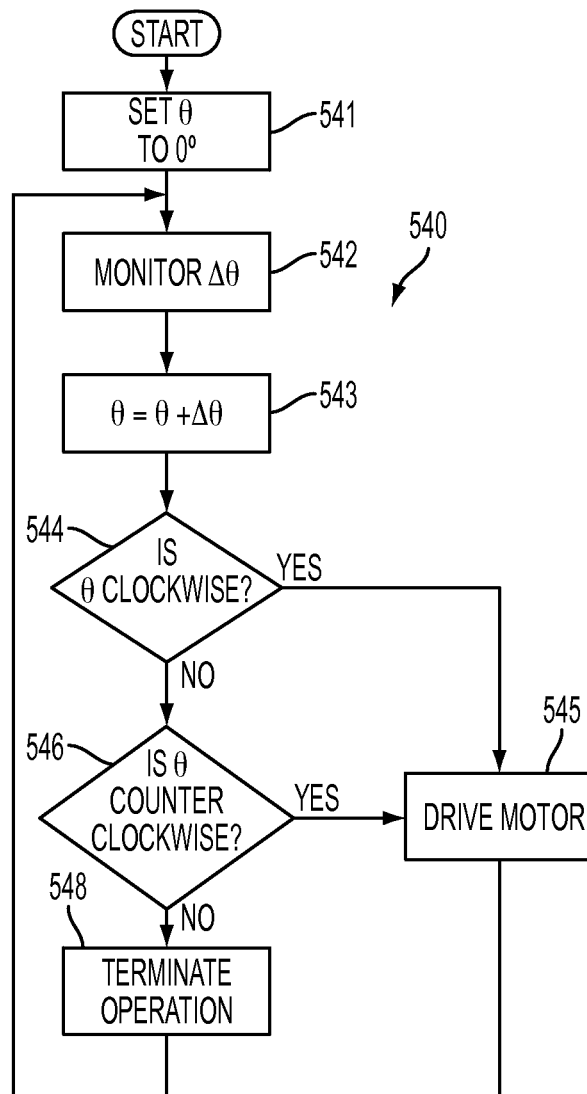 START
SET θ
TO 0°
541
540
MONITOR Δθ
542
θ = θ +Δθ
543
544
IS
θ CLOCKWISE?
YES
NO
546
IS θ
COUNTER
CLOCKWISE?
YES
545
DRIVE MOTOR
NO
548
TERMINATE
OPERATION